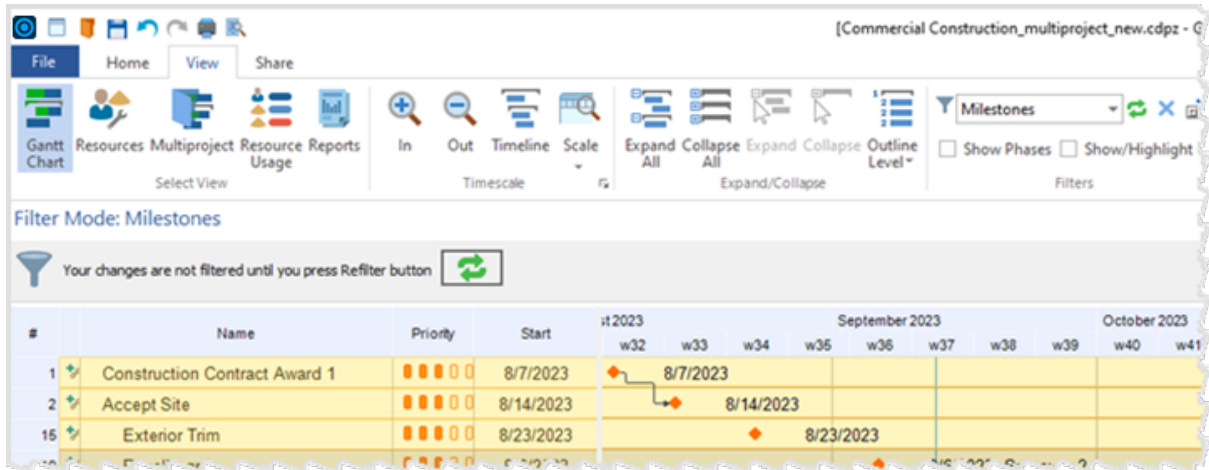 [Commercial Construction_multiproject_new.cdpz - G
File Home View Share
Gantt Chart Resources Multiproject Resource Usage Reports In Out Timeline Scale Expand All Collapse All Expand Collapse Outline Level Milestones
Show Phases Show/Highlight
Select View Timescale Expand/Collapse Filters
Filter Mode: Milestones
Your changes are not filtered until you press Refilter button
st 2023 September 2023 October 2023
# Name Priority Start w32 w33 w34 w35 w36 w37 w38 w39 w40 w41
1 Construction Contract Award 1 8/7/2023 8/7/2023
2 Accept Site 8/14/2023 8/14/2023
15 Exterior Trim 8/23/2023 8/23/2023